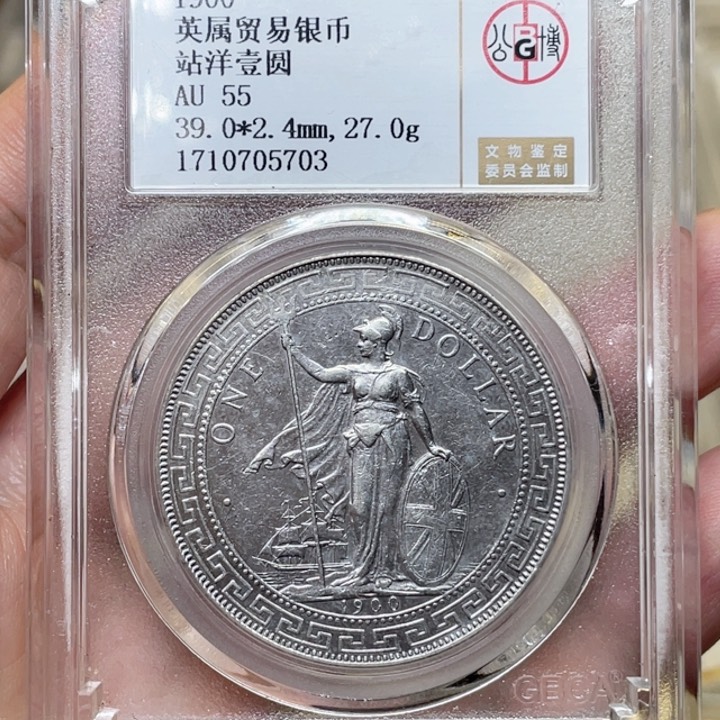 1900
英属贸易银币
站洋壹圆
AU 55
39.0*2.4mm,27.0g
1710705703
公博
BG
文物鉴定
委员会监制
ONE DOLLAR
1900
GBCA